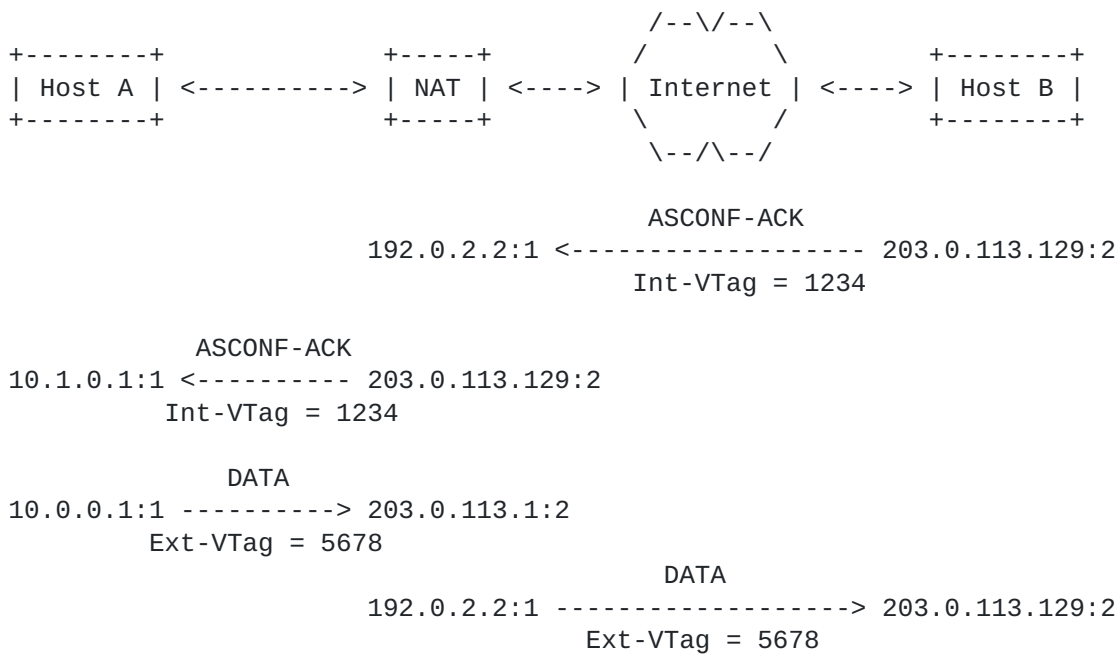 /--\/--\
+--------+              +-----+         /        \         +--------+
| Host A | <----------> | NAT | <----> | Internet | <----> | Host B |
+--------+              +-----+         \        /         +--------+
                                         \--/\--/
                                         ASCONF-ACK
                       192.0.2.2:1 <------------------- 203.0.113.129:2
                                        Int-VTag = 1234
            ASCONF-ACK
10.1.0.1:1 <---------- 203.0.113.129:2
          Int-VTag = 1234
              DATA
10.0.0.1:1 ----------> 203.0.113.1:2
         Ext-VTag = 5678
                                          DATA
                       192.0.2.2:1 -------------------> 203.0.113.129:2
                                     Ext-VTag = 5678